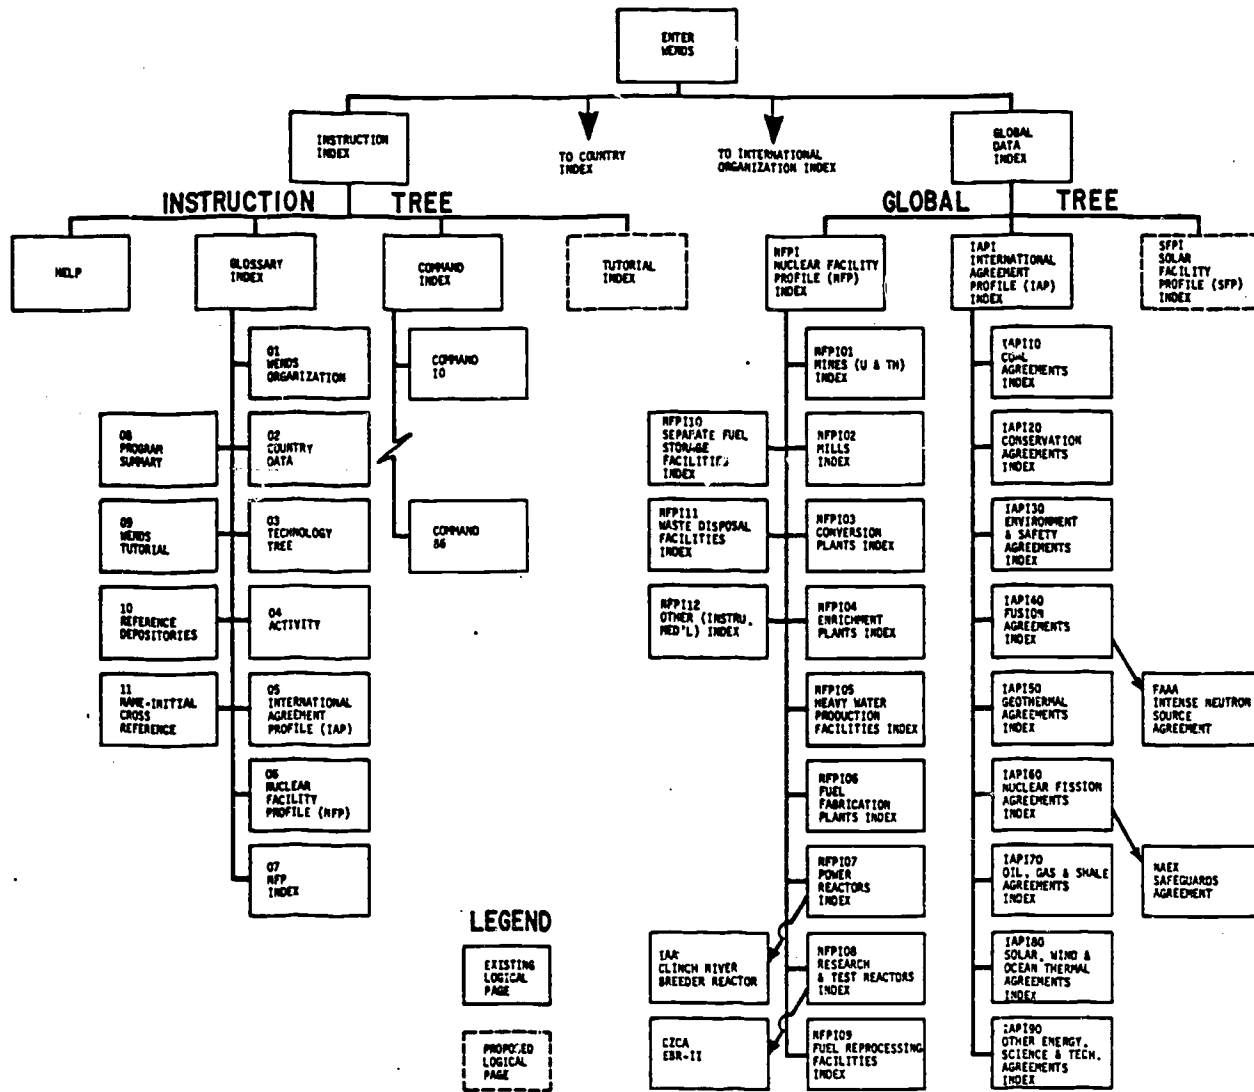 ENTER
WENDS
INSTRUCTION
INDEX
TO COUNTRY
INDEX
TO INTERNATIONAL
ORGANIZATION INDEX
GLOBAL
DATA
INDEX
INSTRUCTION TREE
GLOBAL TREE
HELP
GLOSSARY
INDEX
COMMAND
INDEX
TUTORIAL
INDEX
NFPI
NUCLEAR FACILITY
PROFILE (NFP)
INDEX
IAPI
INTERNATIONAL
AGREEMENT
PROFILE (IAP)
INDEX
SFPI
SOLAR
FACILITY
PROFILE (SFP)
INDEX
01
WENDS
ORGANIZATION
08
PROGRAM
SUMMARY
02
COUNTRY
DATA
09
WENDS
TUTORIAL
03
TECHNOLOGY
TREE
10
REFERENCE
DEPOSITORIES
04
ACTIVITY
11
NAME-INITIAL
CROSS
REFERENCE
05
INTERNATIONAL
AGREEMENT
PROFILE (IAP)
06
NUCLEAR
FACILITY
PROFILE (NFP)
07
NFP
INDEX
COMMAND
10
COMMAND
86
NFPI01
MINES (U & TH)
INDEX
NFPI10
SEPARATE FUEL
STORAGE
FACILITIES
INDEX
NFPI02
MILLS
INDEX
NFPI11
WASTE DISPOSAL
FACILITIES
INDEX
NFPI03
CONVERSION
PLANTS INDEX
NFPI12
OTHER (INSTRU,
MED'L) INDEX
NFPI04
ENRICHMENT
PLANTS INDEX
NFPI05
HEAVY WATER
PRODUCTION
FACILITIES INDEX
NFPI06
FUEL
FABRICATION
PLANTS INDEX
NFPI07
POWER
REACTORS
INDEX
IAA
CLINCH RIVER
BREEDER REACTOR
NFPI08
RESEARCH
& TEST REACTORS
INDEX
CZCA
EBR-II
NFPI09
FUEL REPROCESSING
FACILITIES
INDEX
IAPI10
COAL
AGREEMENTS
INDEX
IAPI20
CONSERVATION
AGREEMENTS
INDEX
IAPI30
ENVIRONMENT
& SAFETY
AGREEMENTS
INDEX
IAPI40
FUSION
AGREEMENTS
INDEX
FAAA
INTENSE NEUTRON
SOURCE
AGREEMENT
IAPI50
GEOTHERMAL
AGREEMENTS
INDEX
IAPI60
NUCLEAR FISSION
AGREEMENTS
INDEX
NAEX
SAFEGUARDS
AGREEMENT
IAPI70
OIL, GAS & SHALE
AGREEMENTS
INDEX
IAPI80
SOLAR, WIND &
OCEAN THERMAL
AGREEMENTS
INDEX
IAPI90
OTHER ENERGY,
SCIENCE & TECH.
AGREEMENTS
INDEX
LEGEND
EXISTING
LOGICAL
PAGE
PROPOSED
LOGICAL
PAGE